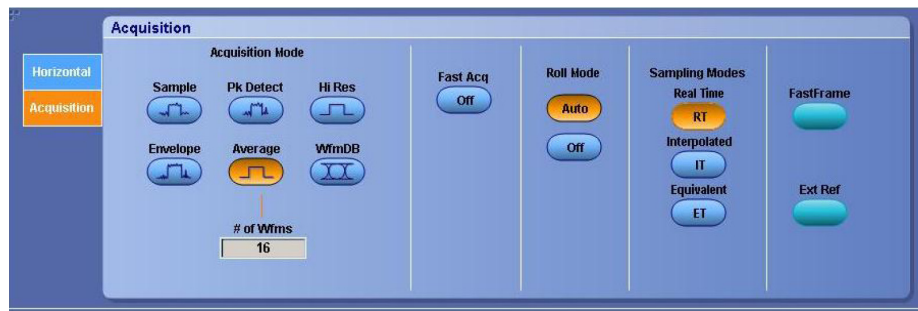 Acquisition
Horizontal
Acquisition
Acquisition Mode
Sample Pk Detect Hi Res
Envelope Average WfmDB
# of Wfms
16
Fast Acq
Off
Roll Mode
Auto
Off
Sampling Modes
Real Time
RT
Interpolated
IT
Equivalent
ET
FastFrame
Ext Ref